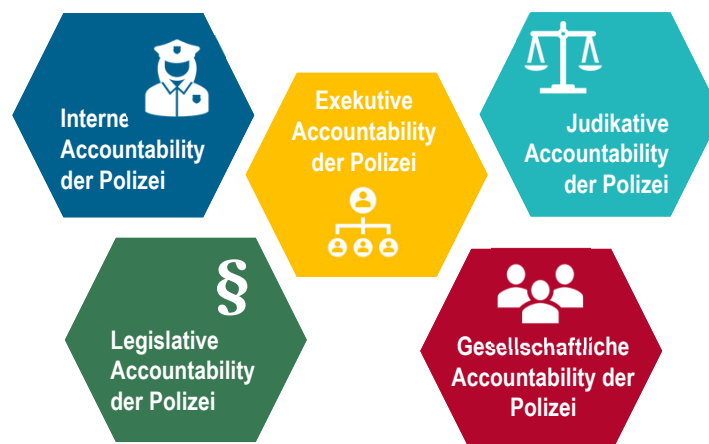 Interne
Accountability
der Polizei
Exekutive
Accountability
der Polizei
Judikative
Accountability
der Polizei
§
Legislative
Accountability
der Polizei
Gesellschaftliche
Accountability der
Polizei